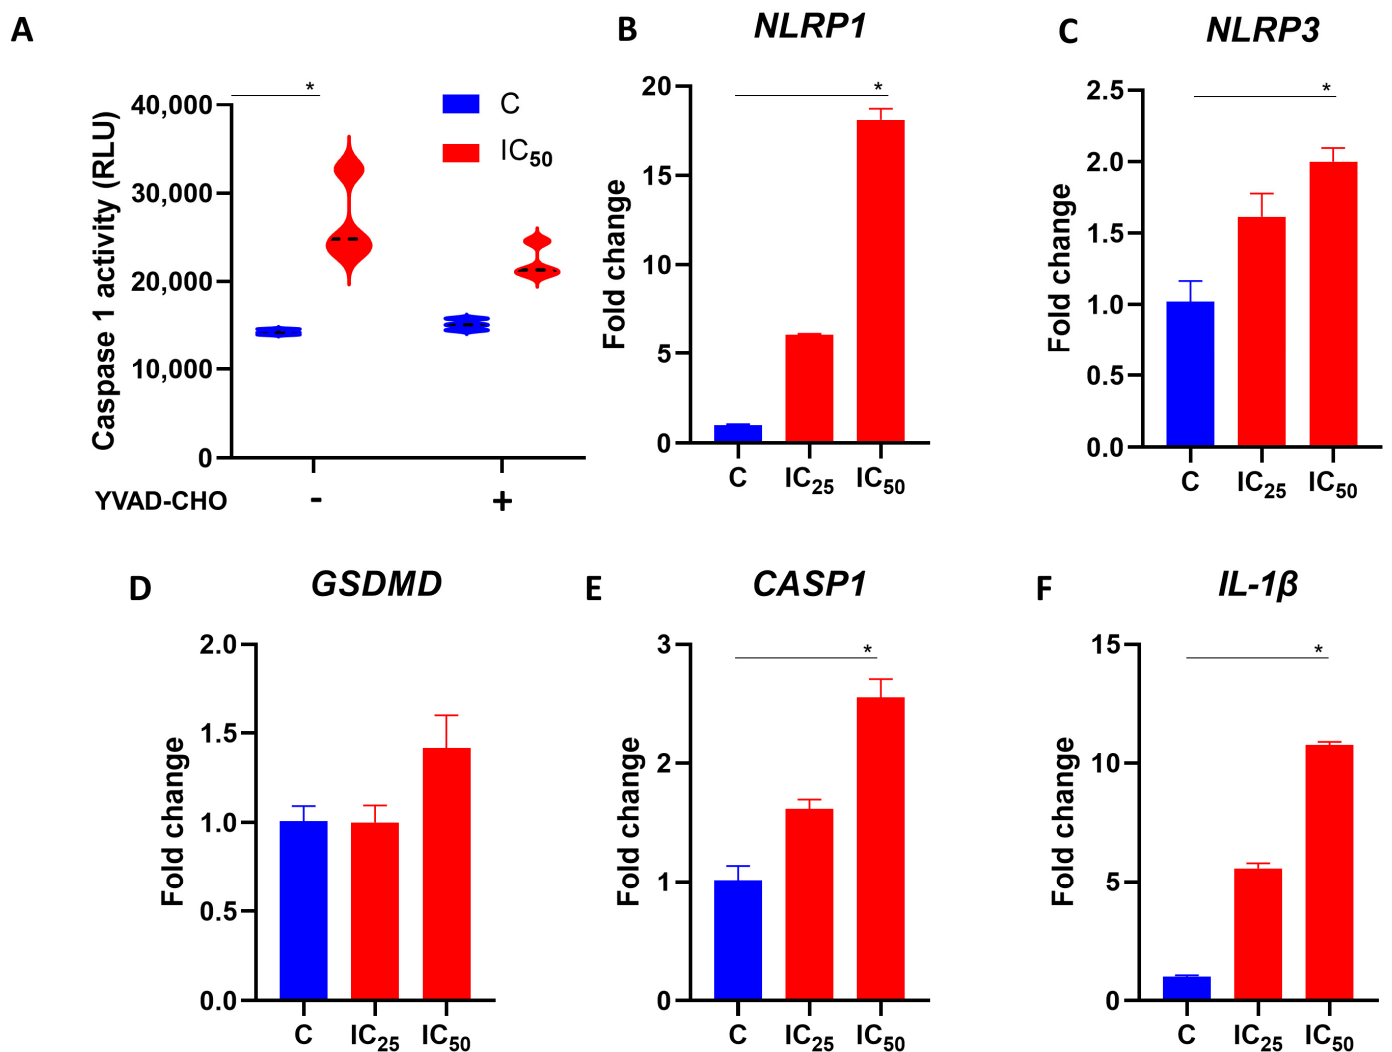 A
*
C
IC50
40,000
30,000
20,000
10,000
0
Caspase 1 activity (RLU)
YVAD-CHO - +
B
NLRP1
*
20
15
10
5
0
Fold change
C IC25 IC50
C
NLRP3
*
2.5
2.0
1.5
1.0
0.5
0.0
Fold change
C IC25 IC50
D
GSDMD
2.0
1.5
1.0
0.5
0.0
Fold change
C IC25 IC50
E
CASP1
*
3
2
1
0
Fold change
C IC25 IC50
F
IL-1β
*
15
10
5
0
Fold change
C IC25 IC50